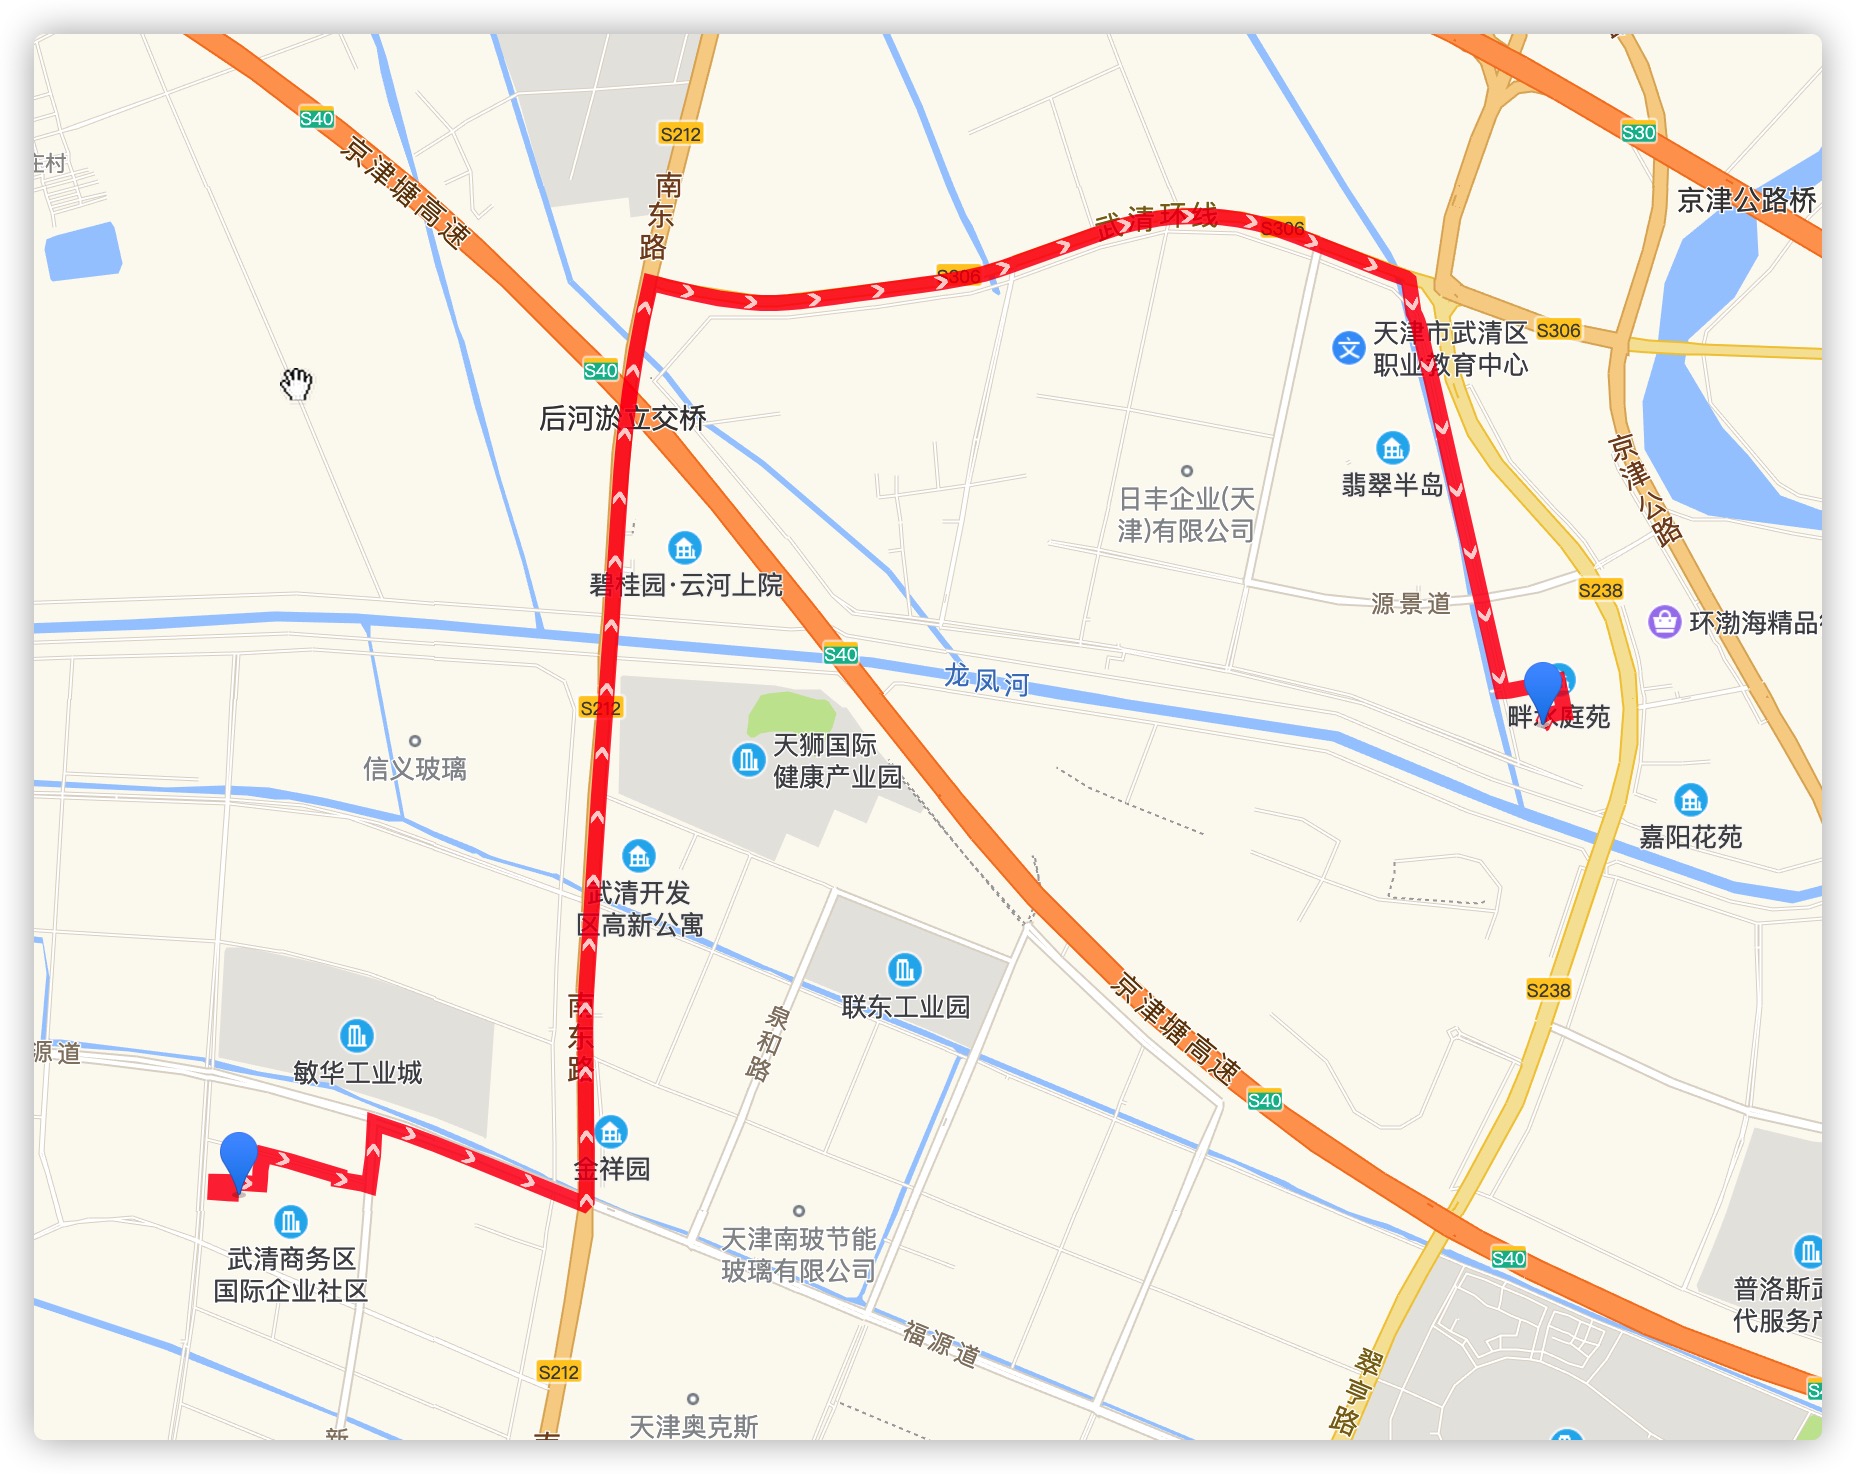 S40
京津塘高速
S212
南东路
庄村
武清环线
S306
S306
S30
京津公路桥
S306
天津市武清区
职业教育中心
S40
后河淤立交桥
翡翠半岛
京津公路
日丰企业(天
津)有限公司
碧桂园·云河上院
源景道
S238
环渤海精品
S40
龙凤河
S212
畔水庭苑
天狮国际
健康产业园
信义玻璃
嘉阳花苑
武清开发
区高新公寓
南东路
联东工业园
泉和路
京津塘高速
S238
源道
敏华工业城
S40
金祥园
武清商务区
国际企业社区
天津南玻节能
玻璃有限公司
S40
普洛斯武
代服务产
福源道
S212
翠亨路
天津奥克斯
新
南